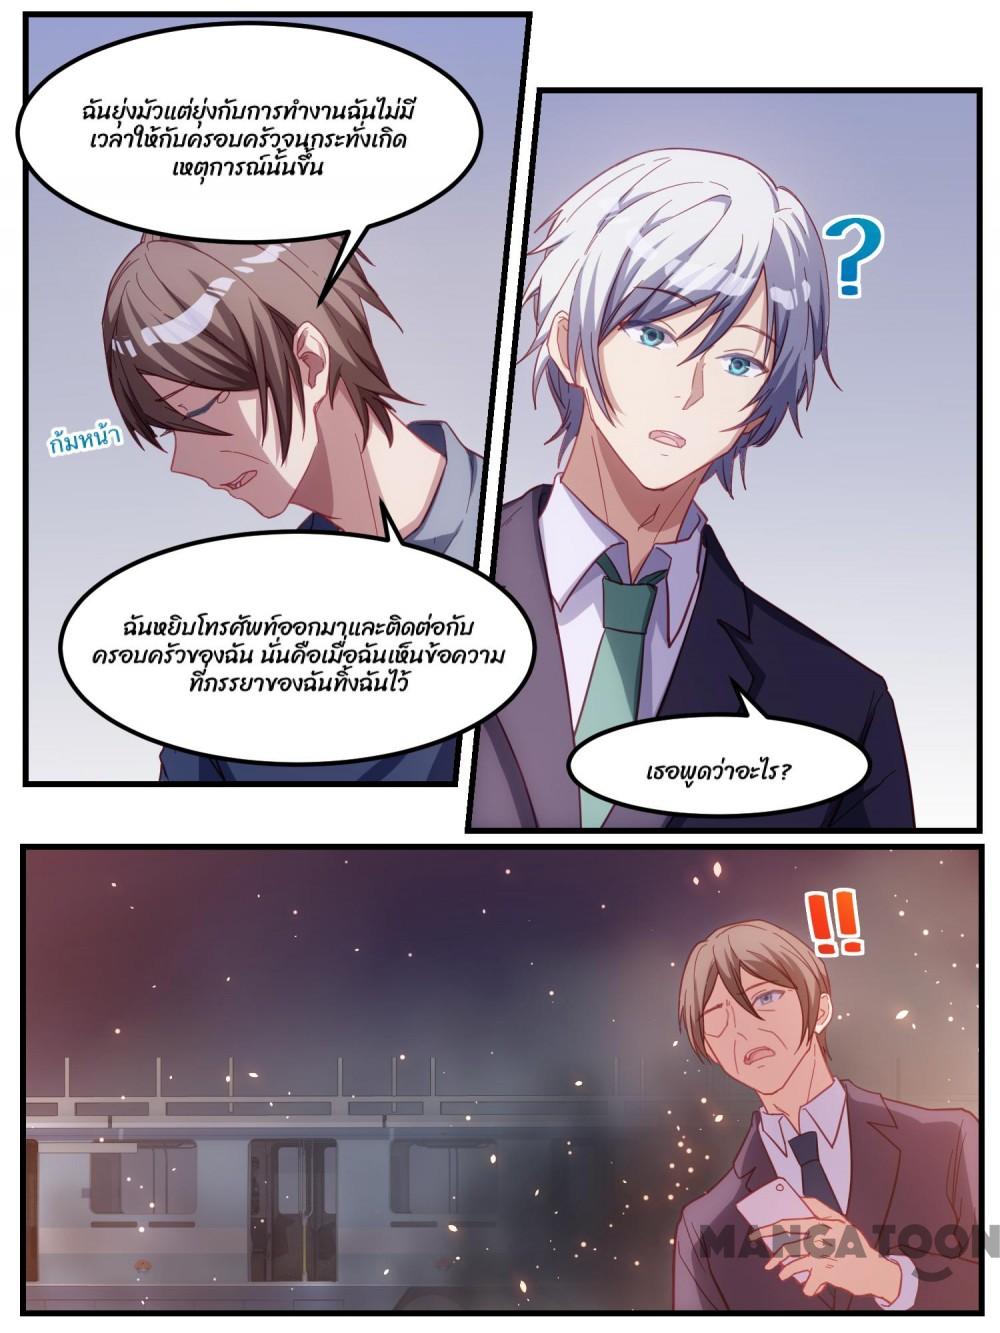 ฉันยุ่งมัวแต่ยุ่งกับการทำงานฉันไม่มี
เวลาให้กับครอบครัวจนกระทั่งเกิด
เหตุการณ์นั้นขึ้น
?
ก้มหน้า
ฉันหยิบโทรศัพท์ออกมาและติดต่อกับ
ครอบครัวของฉัน นั่นคือเมื่อฉันเห็นข้อความ
ที่ภรรยาของฉันทิ้งฉันไว้
เธอพูดว่าอะไร?
!!
MANGATOON